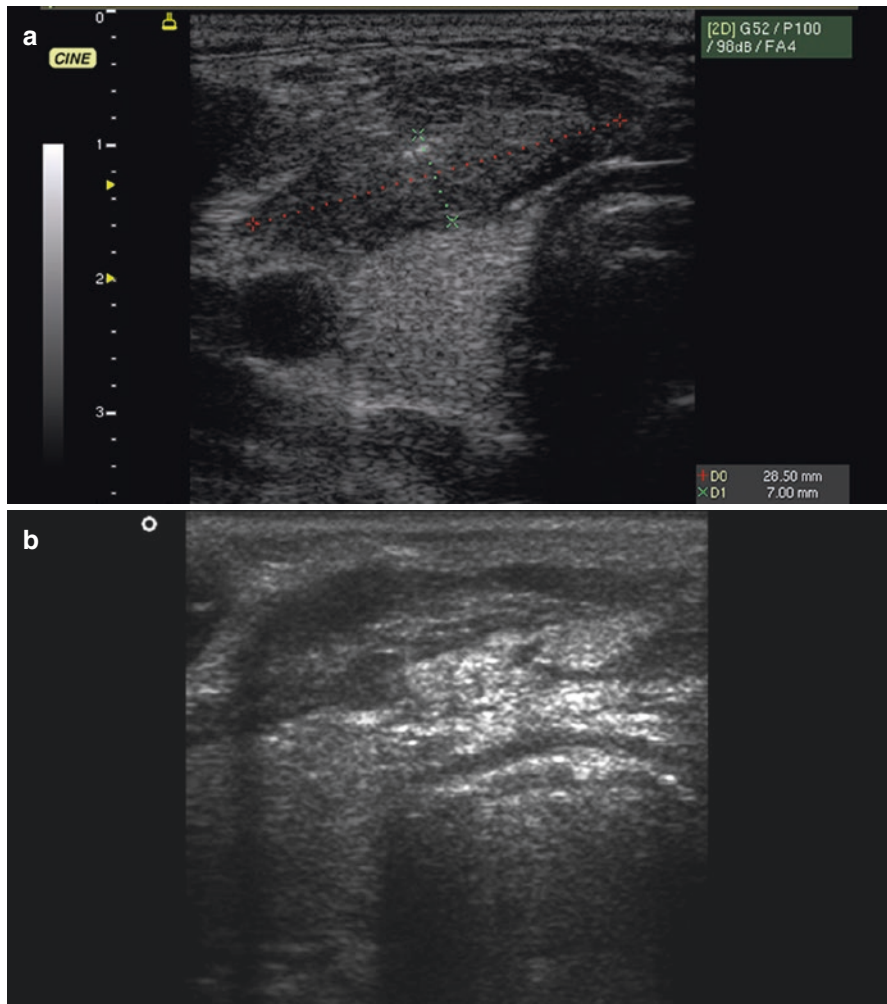 a
0
[2D] G52 / P100
/ 98dB / FA4
CINE
1
2
3
D0 28.50 mm
D1 7.00 mm
b